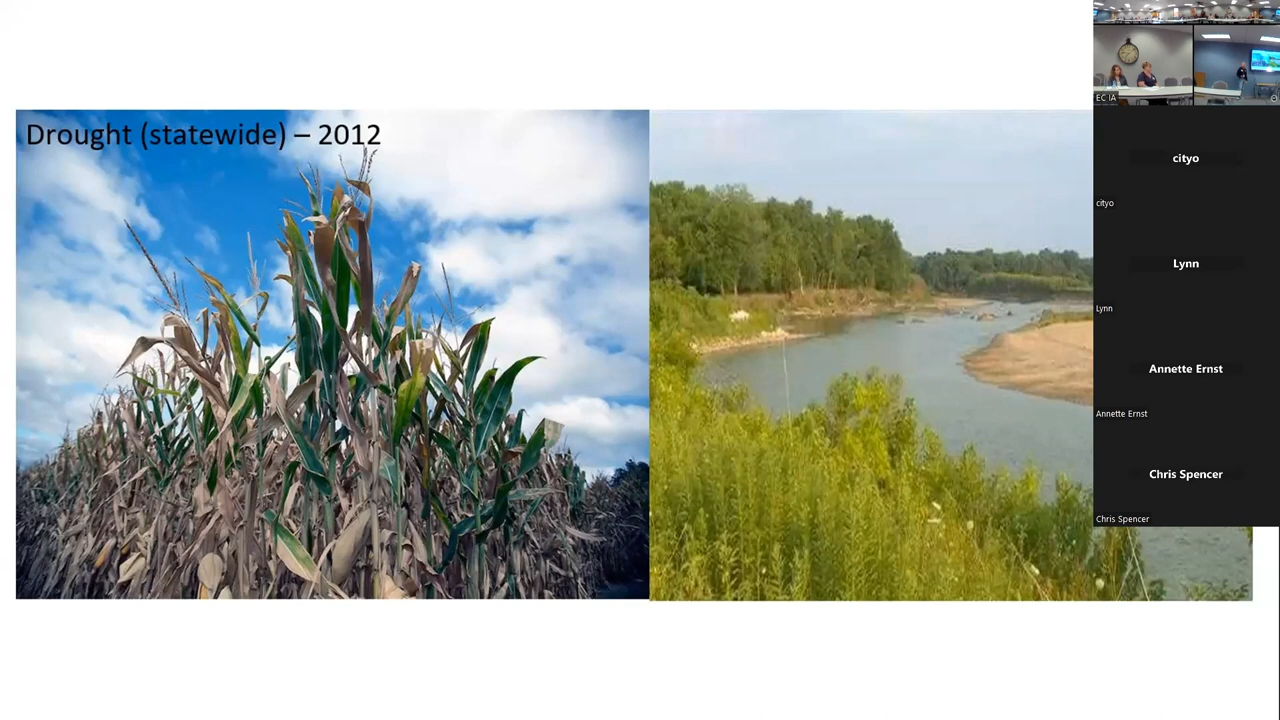 Drought (statewide) – 2012
EC IA
cityo
cityo
Lynn
Lynn
Annette Ernst
Annette Ernst
Chris Spencer
Chris Spencer